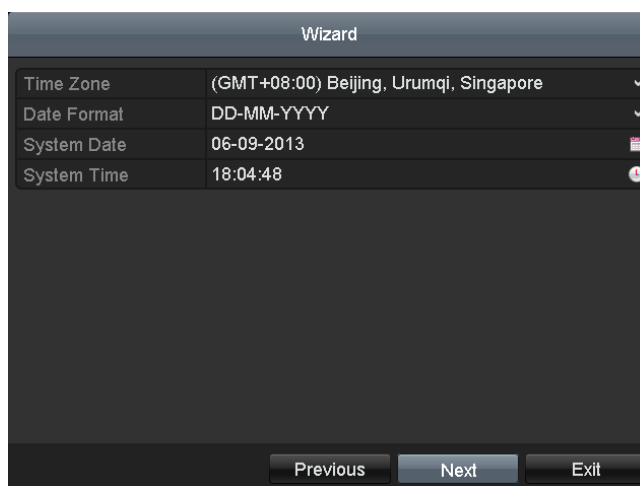 Wizard
Time Zone (GMT+08:00) Beijing, Urumqi, Singapore
Date Format DD-MM-YYYY
System Date 06-09-2013
System Time 18:04:48
Previous Next Exit